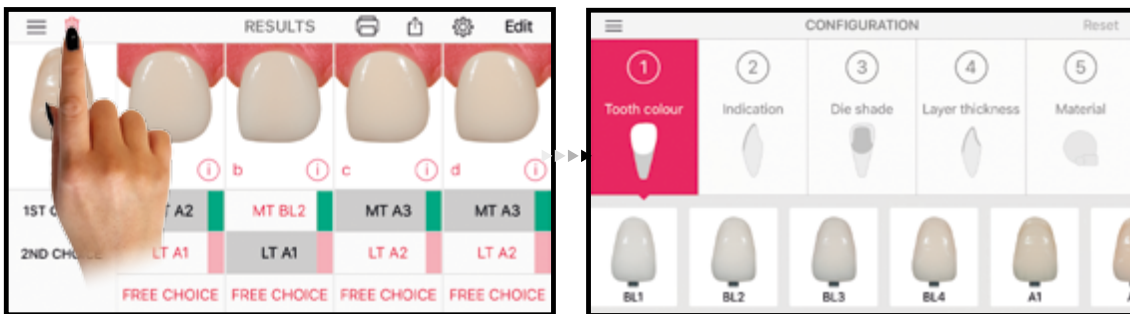 RESULTS Edit
b c d
1ST
A2 MT BL2 MT A3 MT A3
2ND CHOICE LT A1 LT A1 LT A2 LT A2
FREE CHOICE FREE CHOICE FREE CHOICE FREE CHOICE
CONFIGURATION Reset
1 2 3 4 5
Tooth colour Indication Die shade Layer thickness Material
BL1 BL2 BL3 BL4 A1